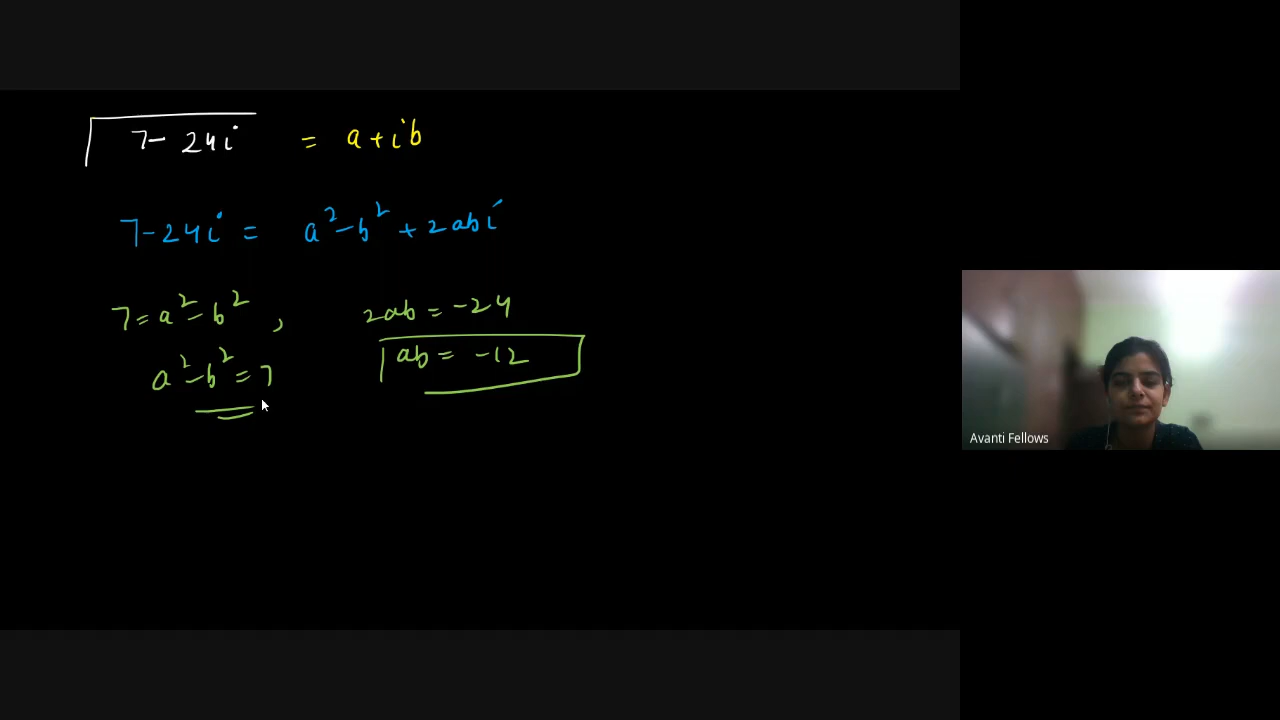 √(7-24i) = a+ib
7-24i = a²-b²+2abi
7=a²-b² , 2ab = -24
a²-b²=7 ab = -12
Avanti Fellows